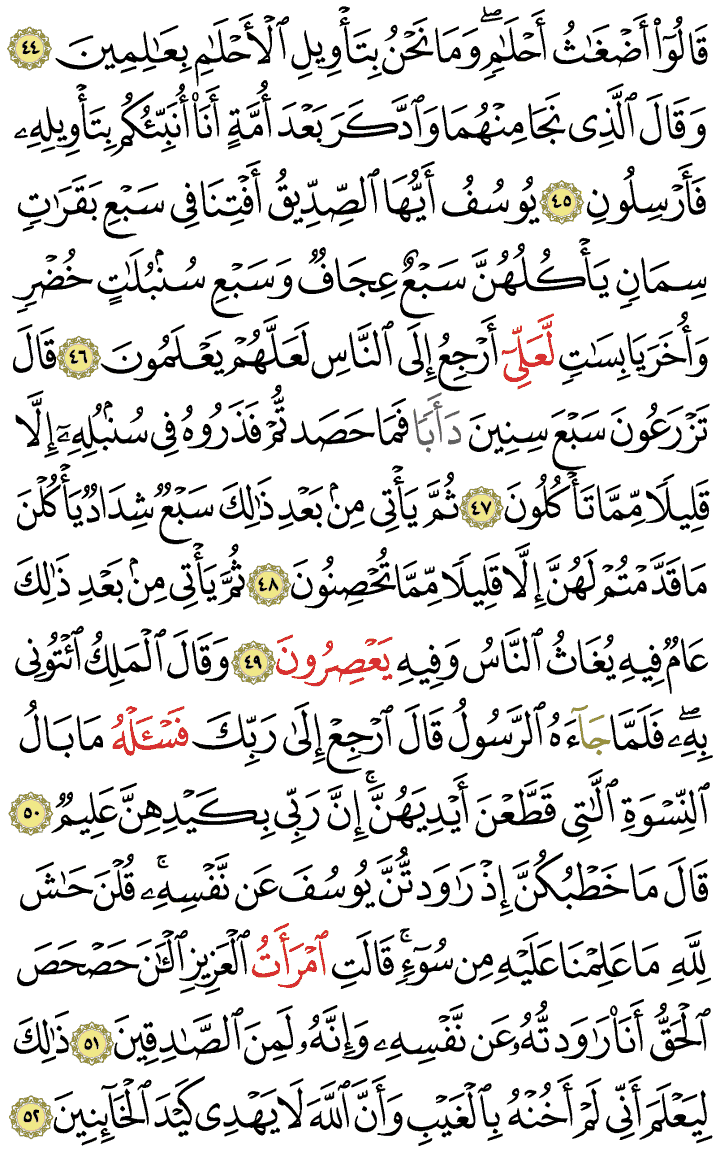 قَالُوٓاْ أَضۡغَٰثُ أَحۡلَٰمٖۖ وَمَا نَحۡنُ بِتَأۡوِيلِ ٱلۡأَحۡلَٰمِ بِعَٰلِمِينَ ٤٤
وَقَالَ ٱلَّذِي نَجَا مِنۡهُمَا وَٱدَّكَرَ بَعۡدَ أُمَّةٍ أَنَا۠ أُنَبِّئُكُم بِتَأۡوِيلِهِۦ
فَأَرۡسِلُونِ ٤٥ يُوسُفُ أَيُّهَا ٱلصِّدِّيقُ أَفۡتِنَا فِي سَبۡعِ بَقَرَٰتٖ
سِمَانٖ يَأۡكُلُهُنَّ سَبۡعٌ عِجَافٞ وَسَبۡعِ سُنۢبُلَٰتٍ خُضۡرٖ
وَأُخَرَ يَابِسَٰتٖ لَّعَلِّيٓ أَرۡجِعُ إِلَى ٱلنَّاسِ لَعَلَّهُمۡ يَعۡلَمُونَ ٤٦ قَالَ
تَزۡرَعُونَ سَبۡعَ سِنِينَ دَأَبٗا فَمَا حَصَدتُّمۡ فَذَرُوهُ فِي سُنۢبُلِهِۦٓ إِلَّا
قَلِيلٗا مِّمَّا تَأۡكُلُونَ ٤٧ ثُمَّ يَأۡتِي مِنۢ بَعۡدِ ذَٰلِكَ سَبۡعٞ شِدَادٞ يَأۡكُلۡنَ
مَا قَدَّمۡتُمۡ لَهُنَّ إِلَّا قَلِيلٗا مِّمَّا تُحۡصِنُونَ ٤٨ ثُمَّ يَأۡتِي مِنۢ بَعۡدِ ذَٰلِكَ
عَامٞ فِيهِ يُغَاثُ ٱلنَّاسُ وَفِيهِ يَعۡصِرُونَ ٤٩ وَقَالَ ٱلۡمَلِكُ ٱئۡتُونِي
بِهِۦۖ فَلَمَّا جَآءَهُ ٱلرَّسُولُ قَالَ ٱرۡجِعۡ إِلَىٰ رَبِّكَ فَسۡـَٔلۡهُ مَا بَالُ
ٱلنِّسۡوَةِ ٱلَّٰتِي قَطَّعۡنَ أَيۡدِيَهُنَّۚ إِنَّ رَبِّي بِكَيۡدِهِنَّ عَلِيمٞ ٥٠
قَالَ مَا خَطۡبُكُنَّ إِذۡ رَٰوَدتُّنَّ يُوسُفَ عَن نَّفۡسِهِۦۚ قُلۡنَ حَٰشَ
لِلَّهِ مَا عَلِمۡنَا عَلَيۡهِ مِن سُوٓءٖۚ قَالَتِ ٱمۡرَأَتُ ٱلۡعَزِيزِ ٱلۡـَٰٔنَ حَصۡحَصَ
ٱلۡحَقُّ أَنَا۠ رَٰوَدتُّهُۥ عَن نَّفۡسِهِۦ وَإِنَّهُۥ لَمِنَ ٱلصَّٰدِقِينَ ٥١ ذَٰلِكَ
لِيَعۡلَمَ أَنِّي لَمۡ أَخُنۡهُ بِٱلۡغَيۡبِ وَأَنَّ ٱللَّهَ لَا يَهۡدِي كَيۡدَ ٱلۡخَآئِنِينَ ٥٢